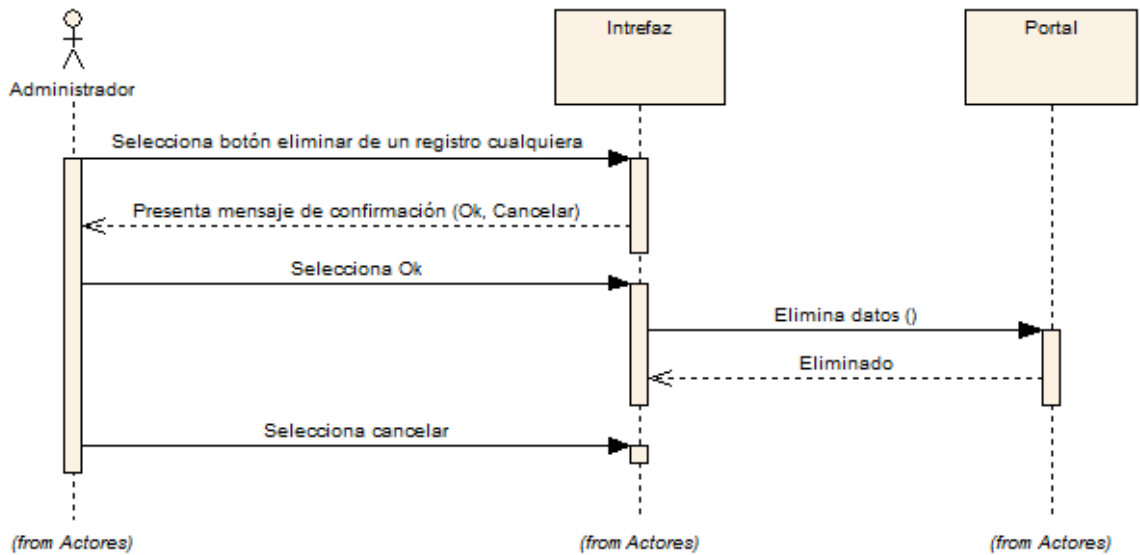 Intrefaz
Portal
Administrador
Selecciona botón eliminar de un registro cualquiera
Presenta mensaje de confirmación (Ok, Cancelar)
Selecciona Ok
Elimina datos ()
Eliminado
Selecciona cancelar
(from Actores)
(from Actores)
(from Actores)